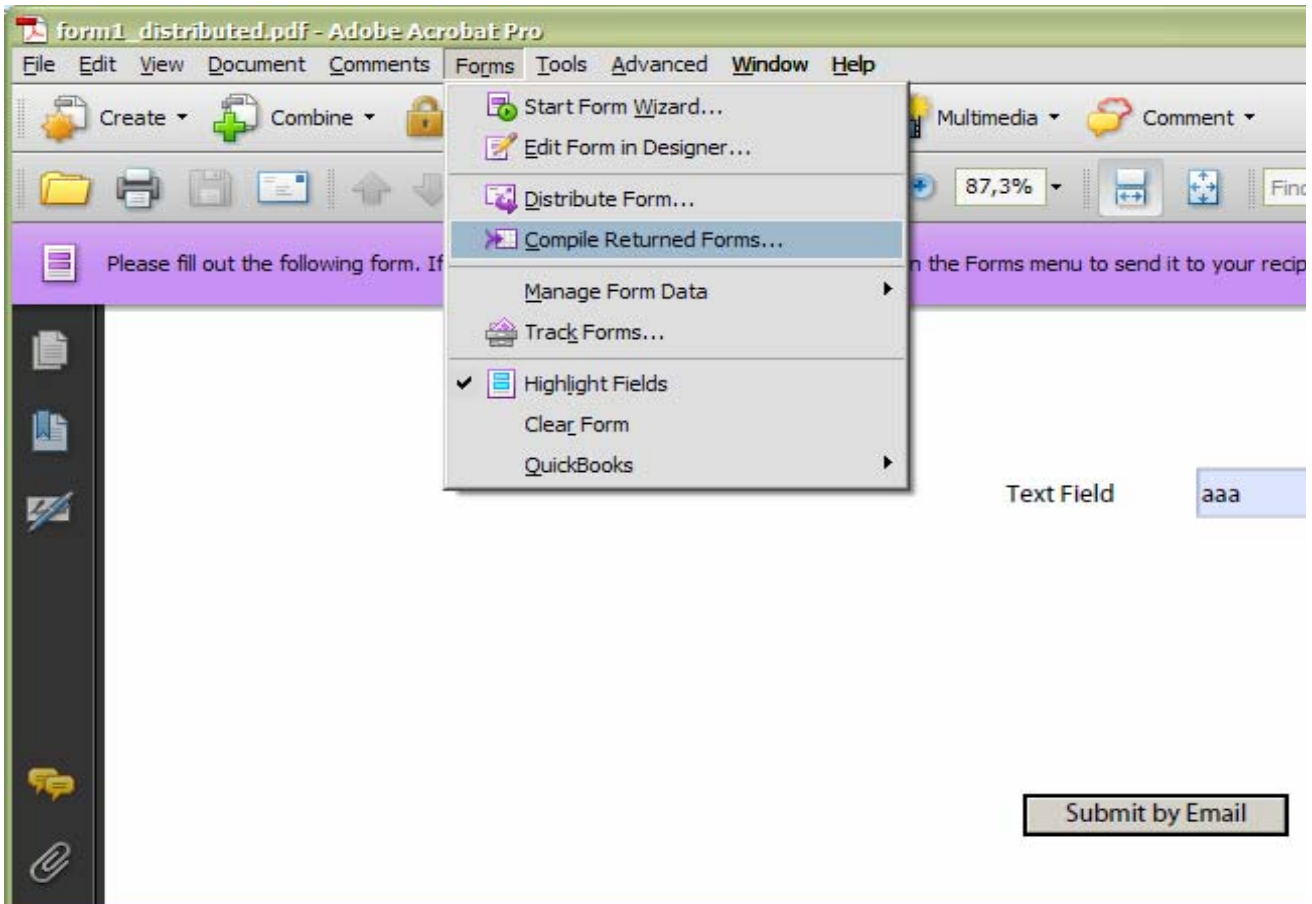 form1_distributed.pdf - Adobe Acrobat Pro
File Edit View Document Comments Forms Tools Advanced Window Help
Create Combine Multimedia Comment
Start Form Wizard...
Edit Form in Designer...
87,3% Find
Distribute Form...
Compile Returned Forms...
Please fill out the following form. If n the Forms menu to send it to your recip
Manage Form Data
Track Forms...
Highlight Fields
Clear Form
QuickBooks
Text Field aaa
Submit by Email